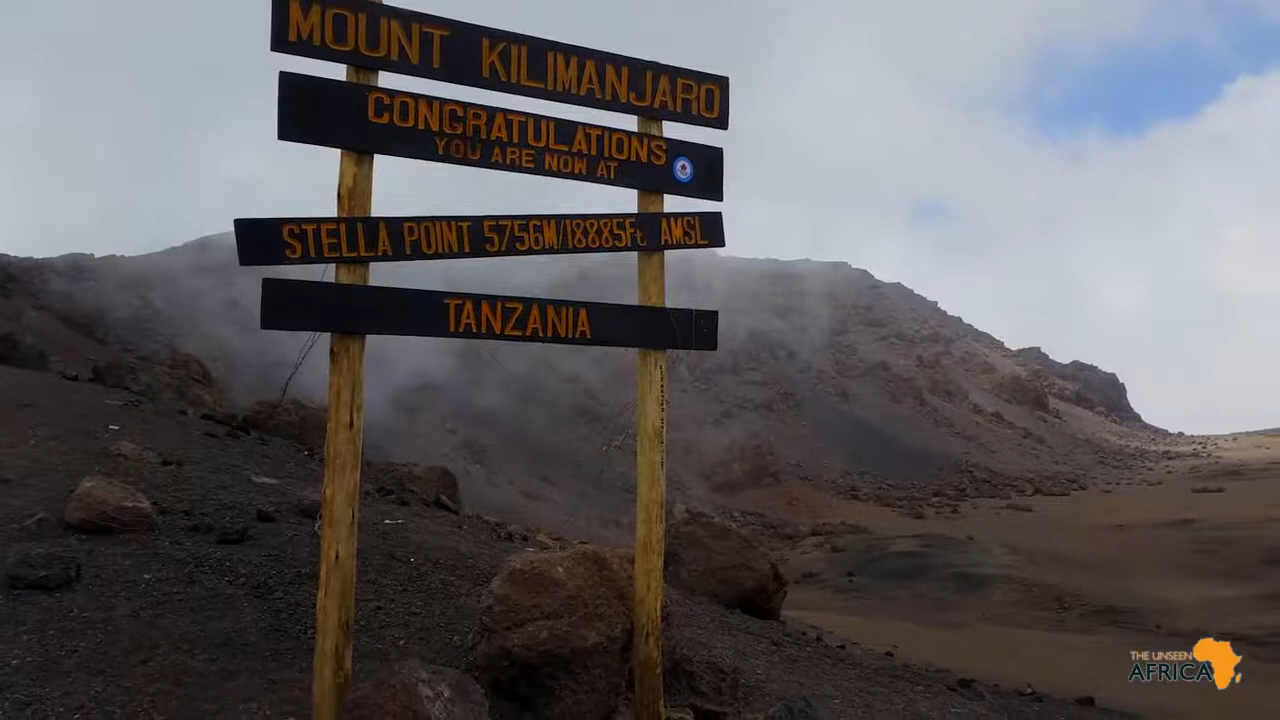 MOUNT KILIMANJARO
CONGRATULATIONS
YOU ARE NOW AT
STELLA POINT 5756M/18885Ft AMSL
TANZANIA
THE UNSEEN
AFRICA